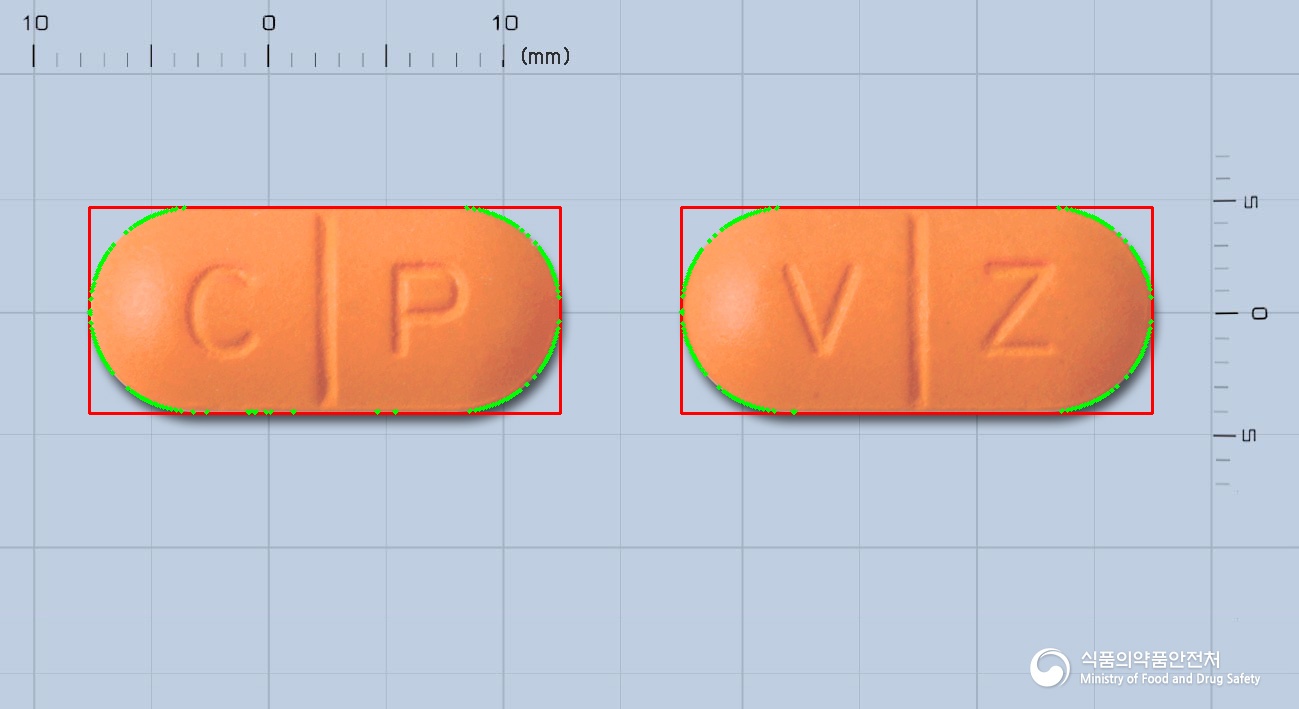 10 0 10
(mm)
C P
V Z
5
0
5
식품의약품안전처
Ministry of Food and Drug Safety